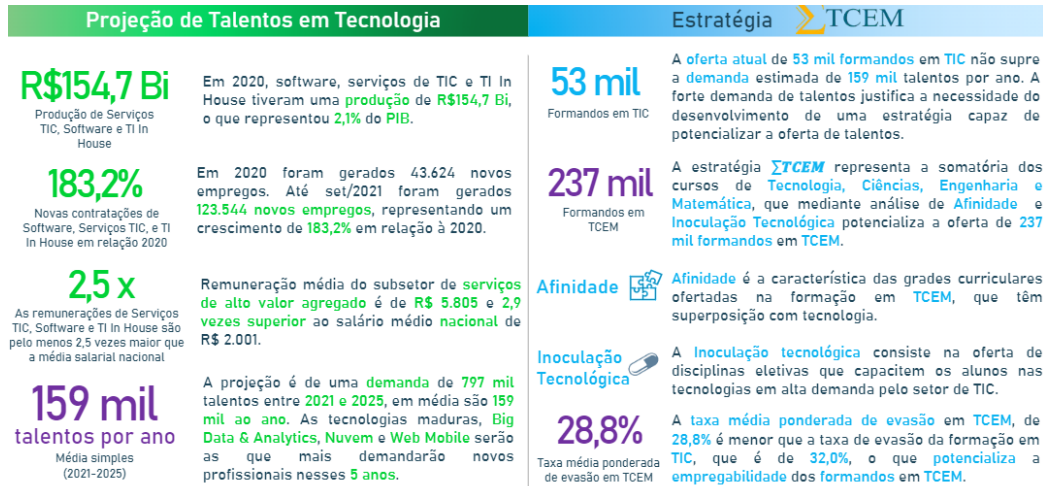 Projeção de Talentos em Tecnologia
R$154,7 Bi
Produção de Serviços
TIC, Software e TI In
House
Em 2020, software, serviços de TIC e TI In
House tiveram uma produção de R$154,7 Bi,
o que representou 2,1% do PIB.
183,2%
Novas contratações de
Software, Serviços TIC, e TI
In House em relação 2020
Em 2020 foram gerados 43.624 novos
empregos. Até set/2021 foram gerados
123.544 novos empregos, representando um
crescimento de 183,2% em relação à 2020.
2,5 x
As remunerações de Serviços
TIC, Software e TI In House são
pelo menos 2,5 vezes maior que
a média salarial nacional
Remuneração média do subsetor de serviços
de alto valor agregado é de R$ 5.805 e 2,9
vezes superior ao salário médio nacional de
R$ 2.001.
159 mil
talentos por ano
Média simples
(2021-2025)
A projeção é de uma demanda de 797 mil
talentos entre 2021 e 2025, em média são 159
mil ao ano. As tecnologias maduras, Big
Data & Analytics, Nuvem e Web Mobile serão
as que mais demandarão novos
profissionais nesses 5 anos.
Estratégia ∑TCEM
53 mil
Formandos em TIC
A oferta atual de 53 mil formandos em TIC não supre
a demanda estimada de 159 mil talentos por ano. A
forte demanda de talentos justifica a necessidade do
desenvolvimento de uma estratégia capaz de
potencializar a oferta de talentos.
237 mil
Formandos em
TCEM
A estratégia ∑TCEM representa a somatória dos
cursos de Tecnologia, Ciências, Engenharia e
Matemática, que mediante análise de Afinidade e
Inoculação Tecnológica potencializa a oferta de 237
mil formandos em TCEM.
Afinidade
Afinidade é a característica das grades curriculares
ofertadas na formação em TCEM, que têm
superposição com tecnologia.
Inoculação
Tecnológica
A Inoculação tecnológica consiste na oferta de
disciplinas eletivas que capacitem os alunos nas
tecnologias em alta demanda pelo setor de TIC.
28,8%
Taxa média ponderada
de evasão em TCEM
A taxa média ponderada de evasão em TCEM, de
28,8% é menor que a taxa de evasão da formação em
TIC, que é de 32,0%, o que potencializa a
empregabilidade dos formandos em TCEM.